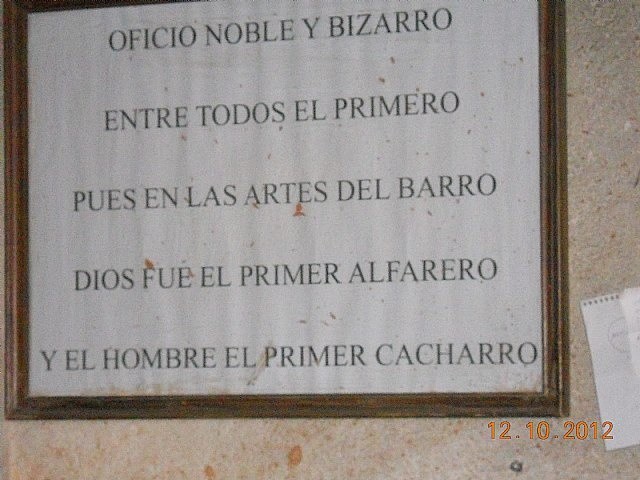 OFICIO NOBLE Y BIZARRO
ENTRE TODOS EL PRIMERO
PUES EN LAS ARTES DEL BARRO
DIOS FUÉ EL PRIMER ALFARERO
Y EL HOMBRE EL PRIMER CACHARRO
12.10.2012